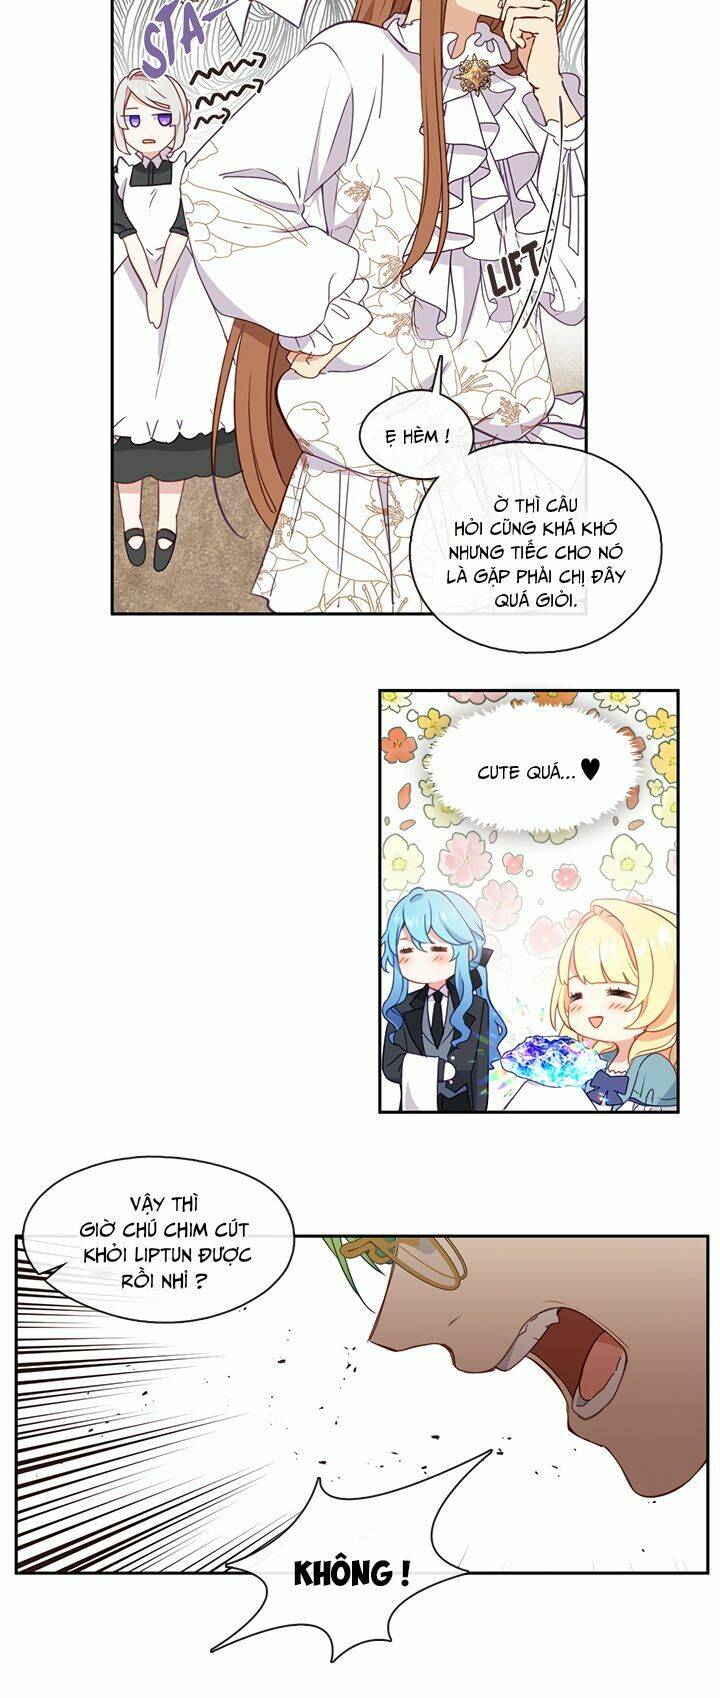 STA
LIFT
Ẹ HÈM !
Ờ THÌ CÂU
HỎI CŨNG KHÁ KHÓ
NHƯNG TIẾC CHO NÓ
LÀ GẶP PHẢI CHỊ ĐÂY
QUÁ GIỎI.
CUTE QUÁ... ♥
VẬY THÌ
GIỜ CHÚ CHIM CÚT
KHỎI LIPTUN ĐƯỢC
RỒI NHỈ ?
KHÔNG !